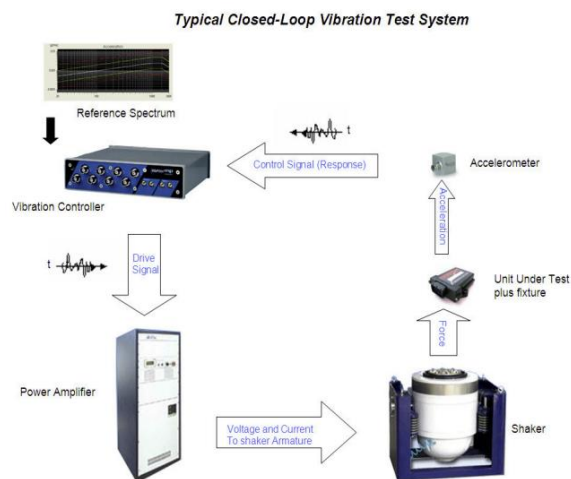 Typical Closed-Loop Vibration Test System
Reference Spectrum
t
Control Signal (Response)
Accelerometer
Vibration Controller
Acceleration
t
Drive
Signal
Unit Under Test
plus fixture
Force
Power Amplifier
Voltage and Current
To shaker Armature
Shaker